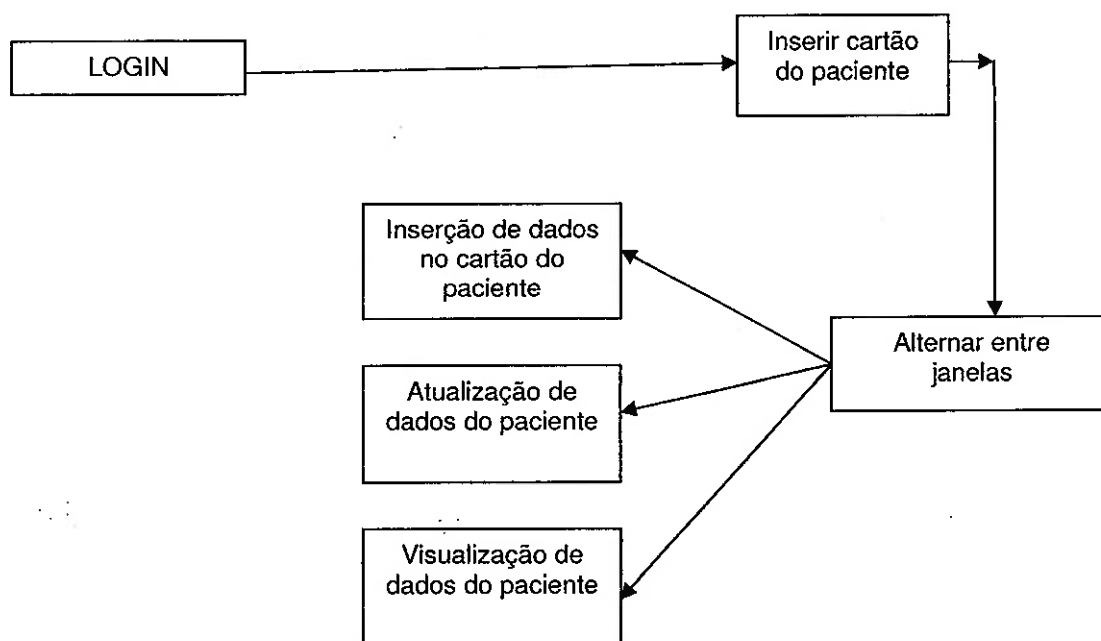 LOGIN
Inserir cartão
do paciente
Inserção de dados
no cartão do
paciente
Alternar entre
janelas
Atualização de
dados do paciente
Visualização de
dados do paciente